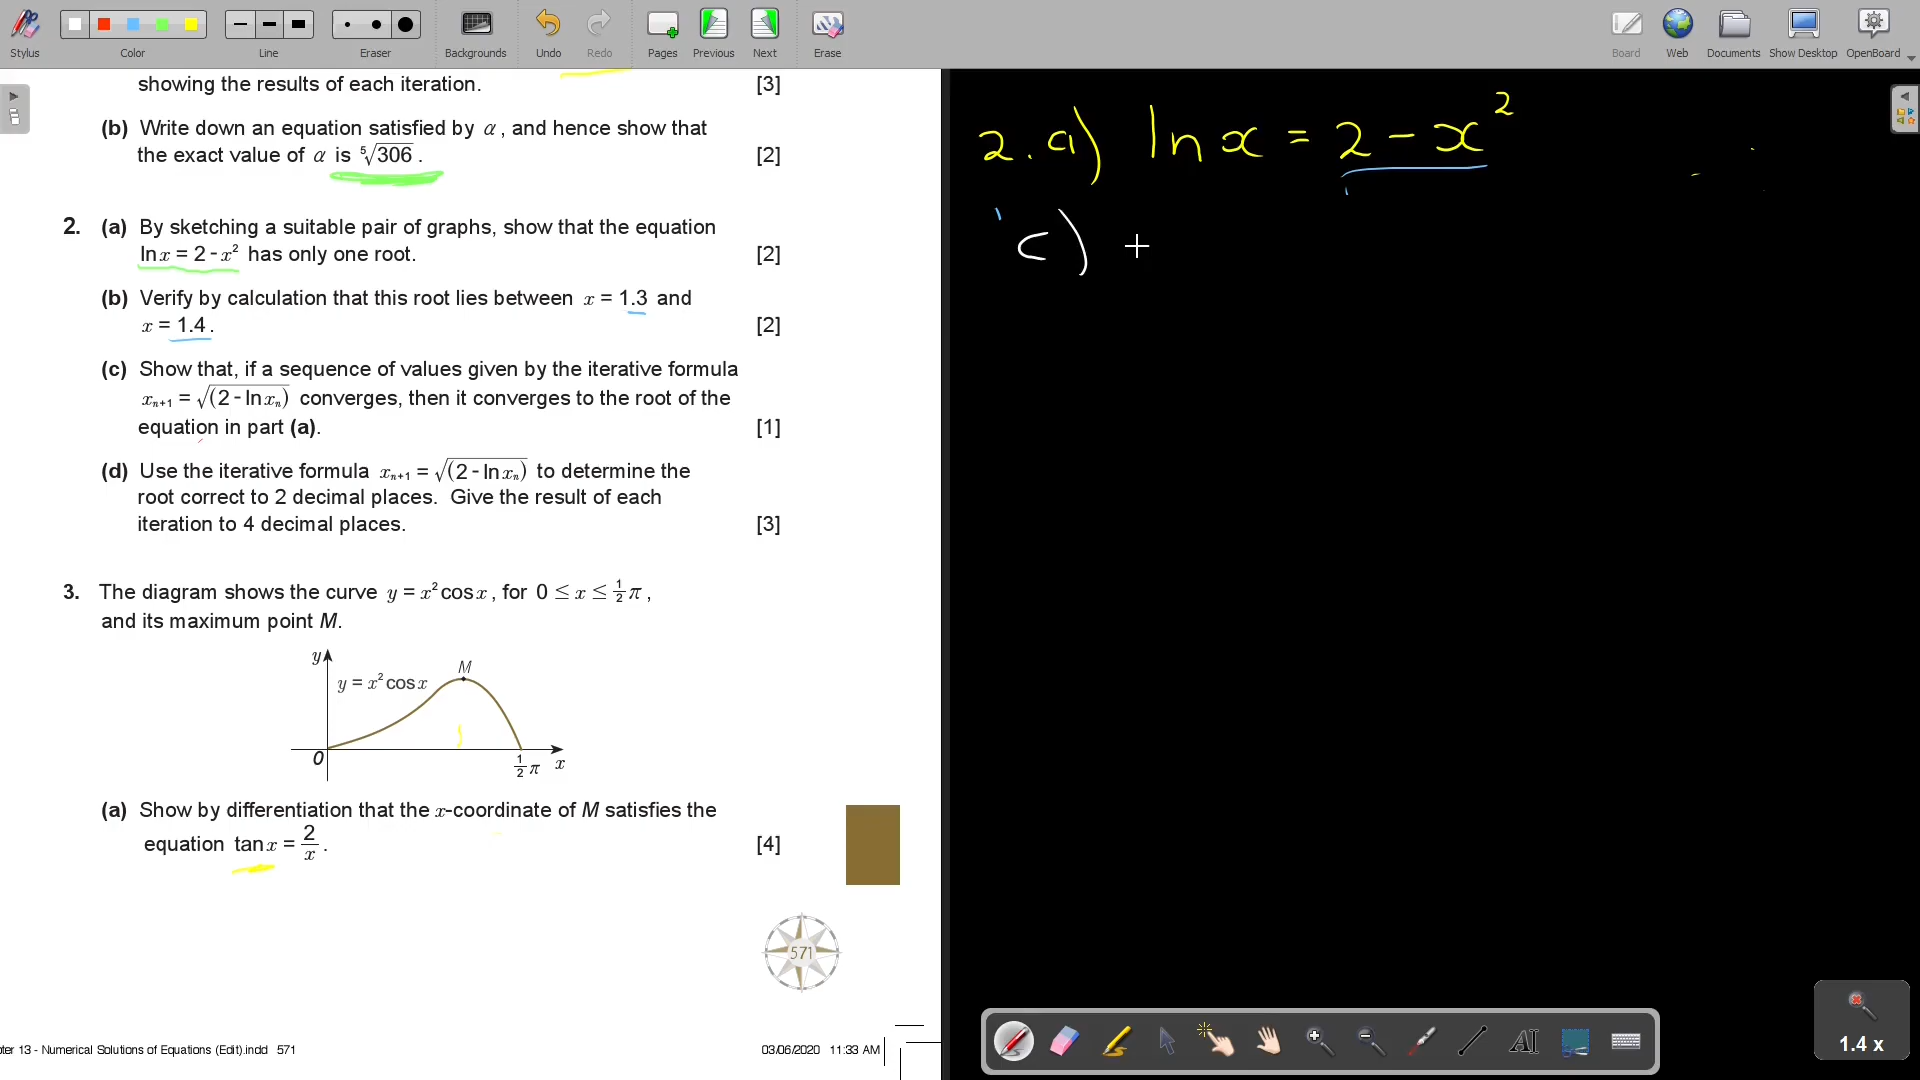 Stylus
Color
Line
Eraser
Backgrounds
Undo
Redo
Pages
Previous
Next
Erase
Board
Web
Documents
Show Desktop
OpenBoard
showing the results of each iteration. [3]
(b) Write down an equation satisfied by α, and hence show that
the exact value of α is ⁵√306. [2]
2. (a) By sketching a suitable pair of graphs, show that the equation
ln x = 2 - x² has only one root. [2]
(b) Verify by calculation that this root lies between x = 1.3 and
x = 1.4. [2]
(c) Show that, if a sequence of values given by the iterative formula
xₙ₊₁ = √(2 - ln xₙ) converges, then it converges to the root of the
equation in part (a). [1]
(d) Use the iterative formula xₙ₊₁ = √(2 - ln xₙ) to determine the
root correct to 2 decimal places. Give the result of each
iteration to 4 decimal places. [3]
3. The diagram shows the curve y = x² cos x, for 0 ≤ x ≤ ½π,
and its maximum point M.
y
M
y = x² cos x
0
½π
x
(a) Show by differentiation that the x-coordinate of M satisfies the
equation tan x = 2/x. [4]
571
ter 13 - Numerical Solutions of Equations (Edit).indd 571
03/06/2020 11:33 AM
2. a) ln x = 2 - x²
c)
AI
1.4 x